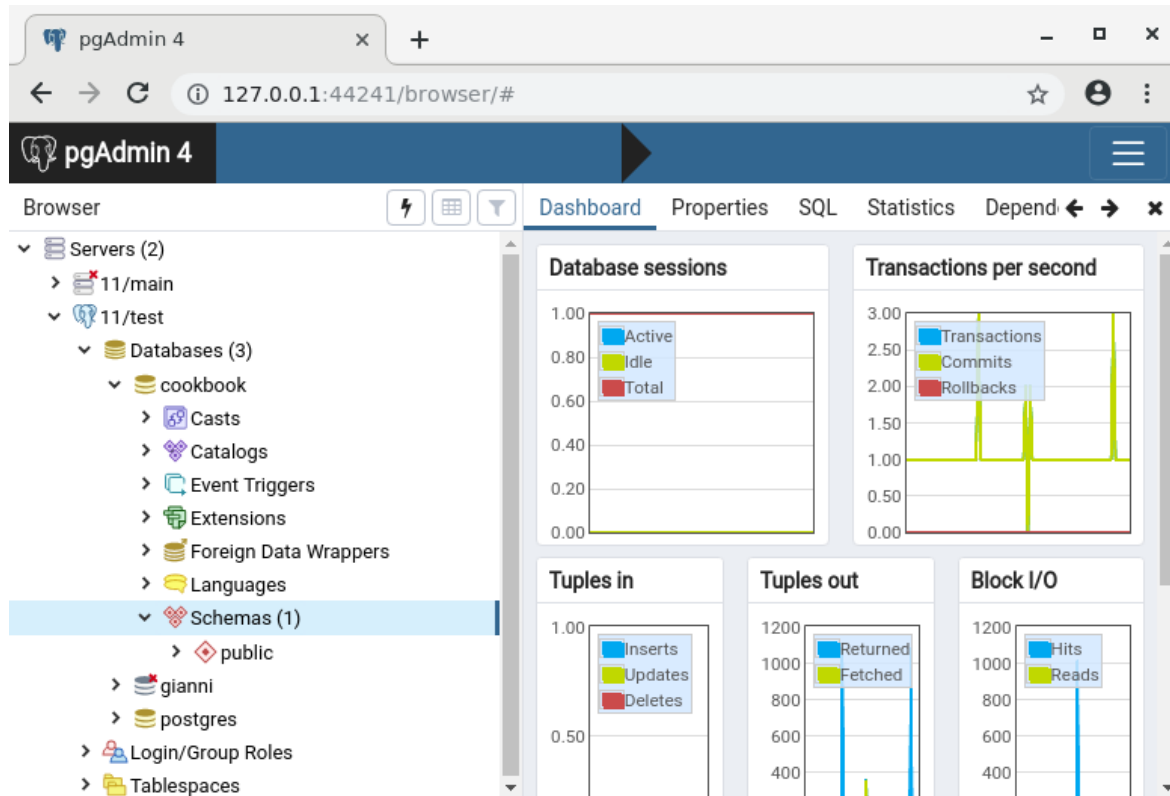 pgAdmin 4
127.0.0.1:44241/browser/#
pgAdmin 4
Browser
Servers (2)
11/main
11/test
Databases (3)
cookbook
Casts
Catalogs
Event Triggers
Extensions
Foreign Data Wrappers
Languages
Schemas (1)
public
gianni
postgres
Login/Group Roles
Tablespaces
Dashboard Properties SQL Statistics Depend
Database sessions
1.00
0.80
0.60
0.40
0.20
0.00
Active
Idle
Total
Transactions per second
3.00
2.50
2.00
1.50
1.00
0.50
0.00
Transactions
Commits
Rollbacks
Tuples in
1.00
0.50
Inserts
Updates
Deletes
Tuples out
1200
1000
800
600
400
Returned
Fetched
Block I/O
1200
1000
800
600
400
Hits
Reads